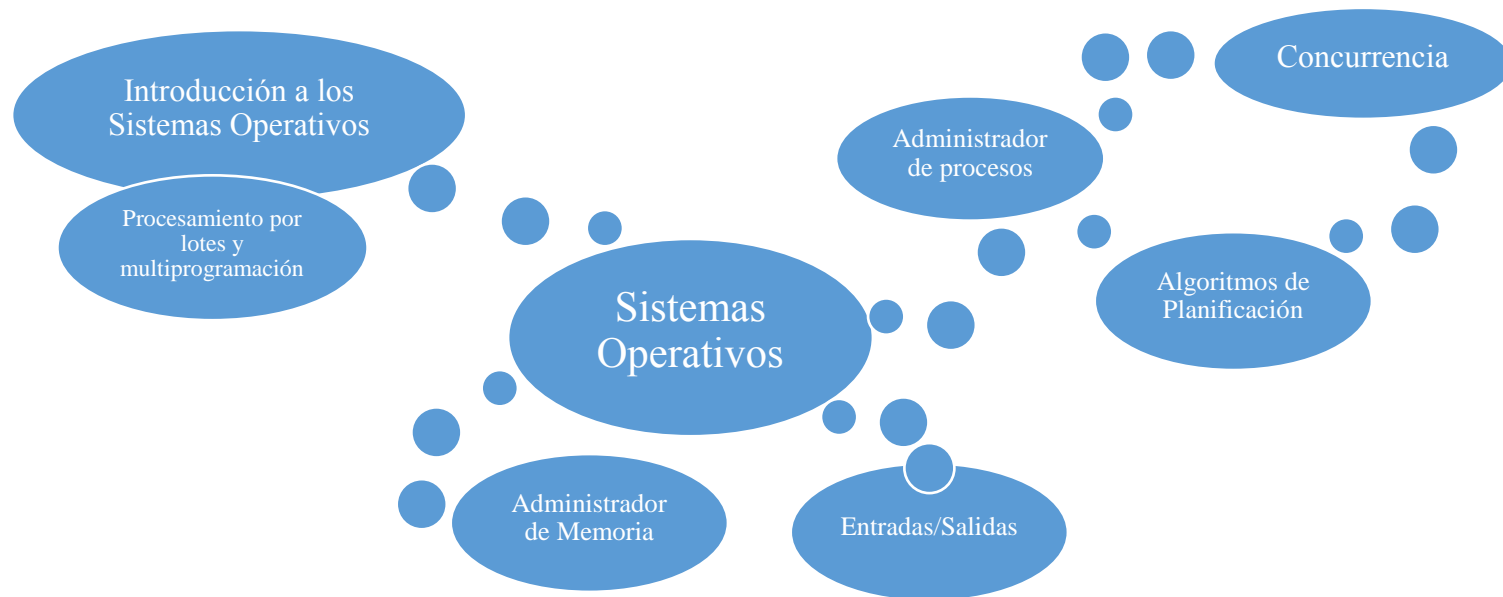 Introducción a los
Sistemas Operativos
Procesamiento por
lotes y
multiprogramación
Sistemas
Operativos
Administrador
de procesos
Concurrencia
Algoritmos de
Planificación
Administrador
de Memoria
Entradas/Salidas